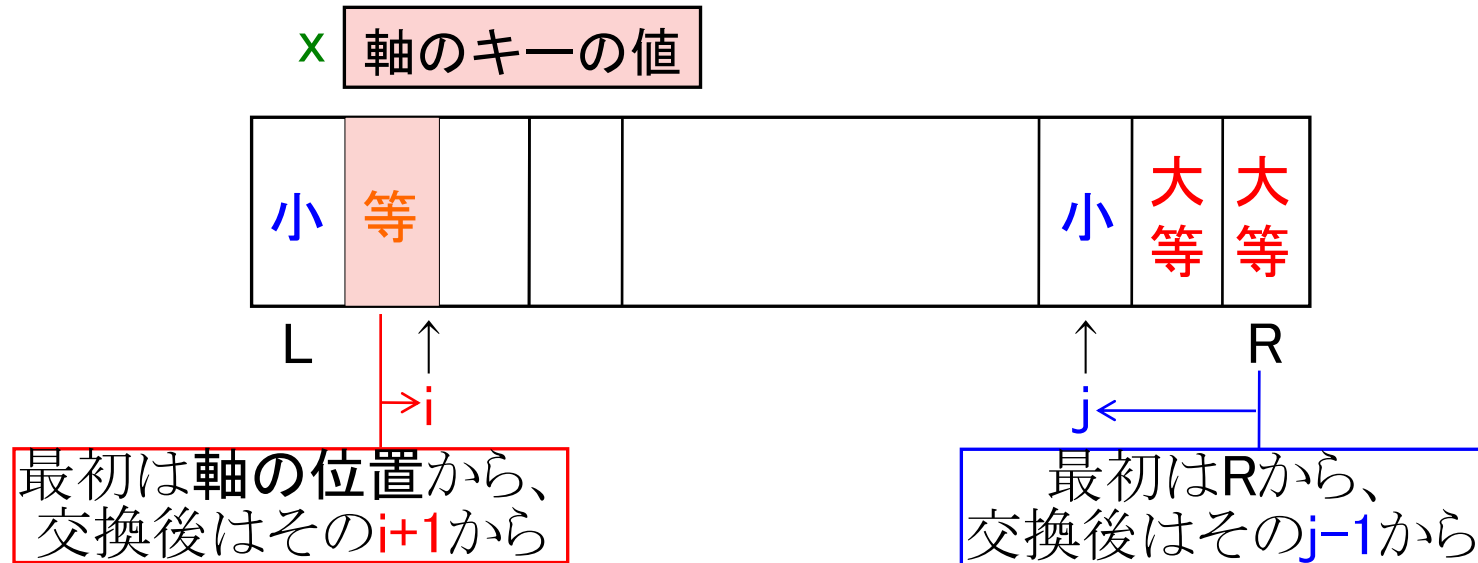 x 軸のキーの値
小 等 小 大等 大等
L ↑ ↑ R
i j
最初は軸の位置から、
交換後はそのi+1から
最初はRから、
交換後はそのj-1から